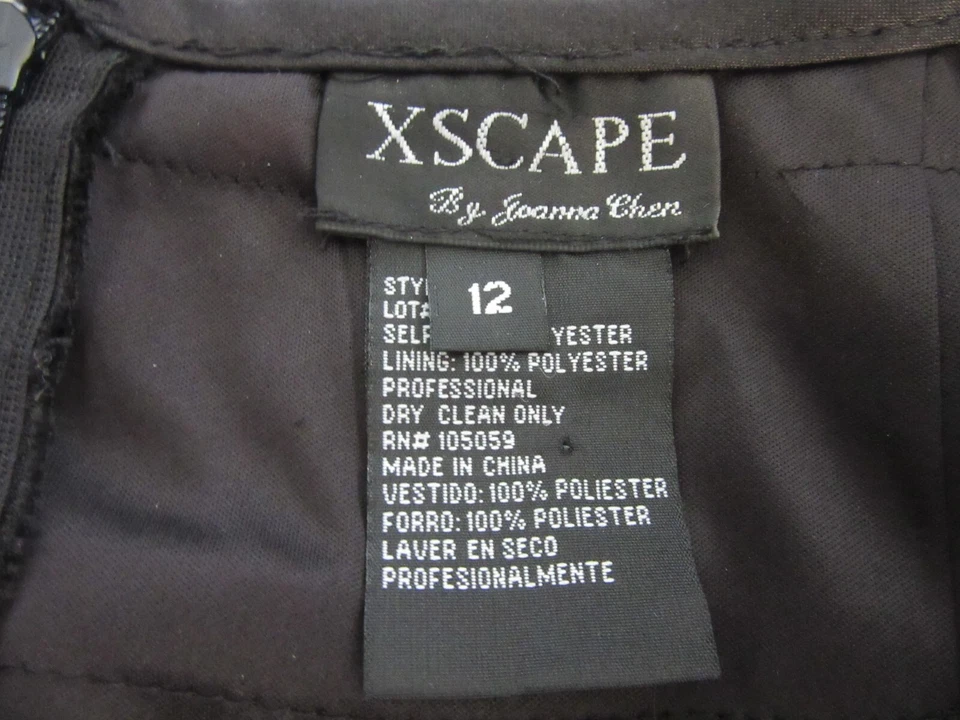 XSCAPE
By Joanna Chen
12
LOT#
SELF YESTER
LINING: 100% POLYESTER
PROFESSIONAL
DRY CLEAN ONLY
RN# 105059
MADE IN CHINA
VESTIDO: 100% POLIESTER
FORRO: 100% POLIESTER
LAVER EN SECO
PROFESIONALMENTE